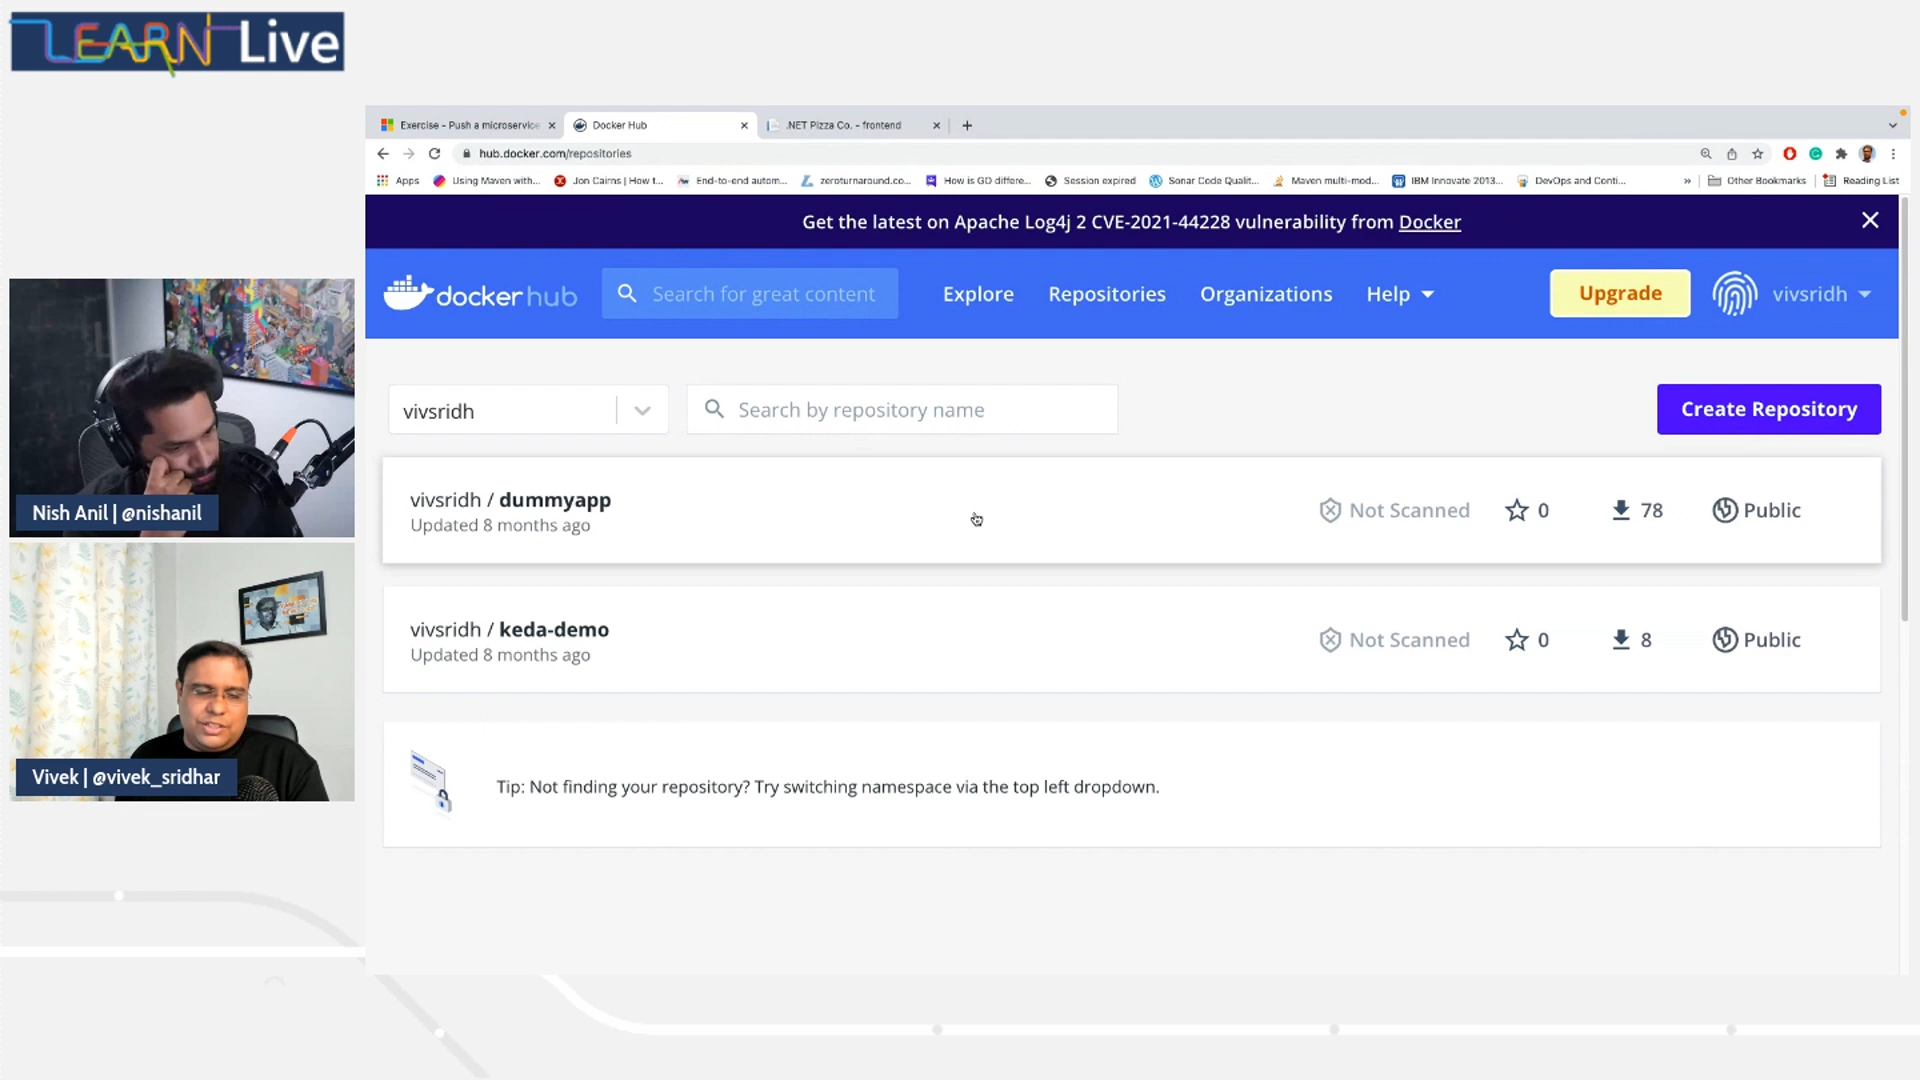 LEARN Live
Exercise - Push a microservice
Docker Hub
.NET Pizza Co. - frontend
hub.docker.com/repositories
Apps
Using Maven with...
Jon Cairns | How t...
End-to-end autom...
zeroturnaround.co...
How is GO differe...
Session expired
Sonar Code Qualit...
Maven multi-mod...
IBM Innovate 2013...
DevOps and Conti...
»
Other Bookmarks
Reading List
Get the latest on Apache Log4j 2 CVE-2021-44228 vulnerability from Docker
docker hub
Search for great content
Explore
Repositories
Organizations
Help
Upgrade
vivsridh
vivsridh
Search by repository name
Create Repository
vivsridh / dummyapp
Updated 8 months ago
Not Scanned
0
78
Public
vivsridh / keda-demo
Updated 8 months ago
Not Scanned
0
8
Public
Tip: Not finding your repository? Try switching namespace via the top left dropdown.
Nish Anil | @nishanil
Vivek | @vivek_sridhar